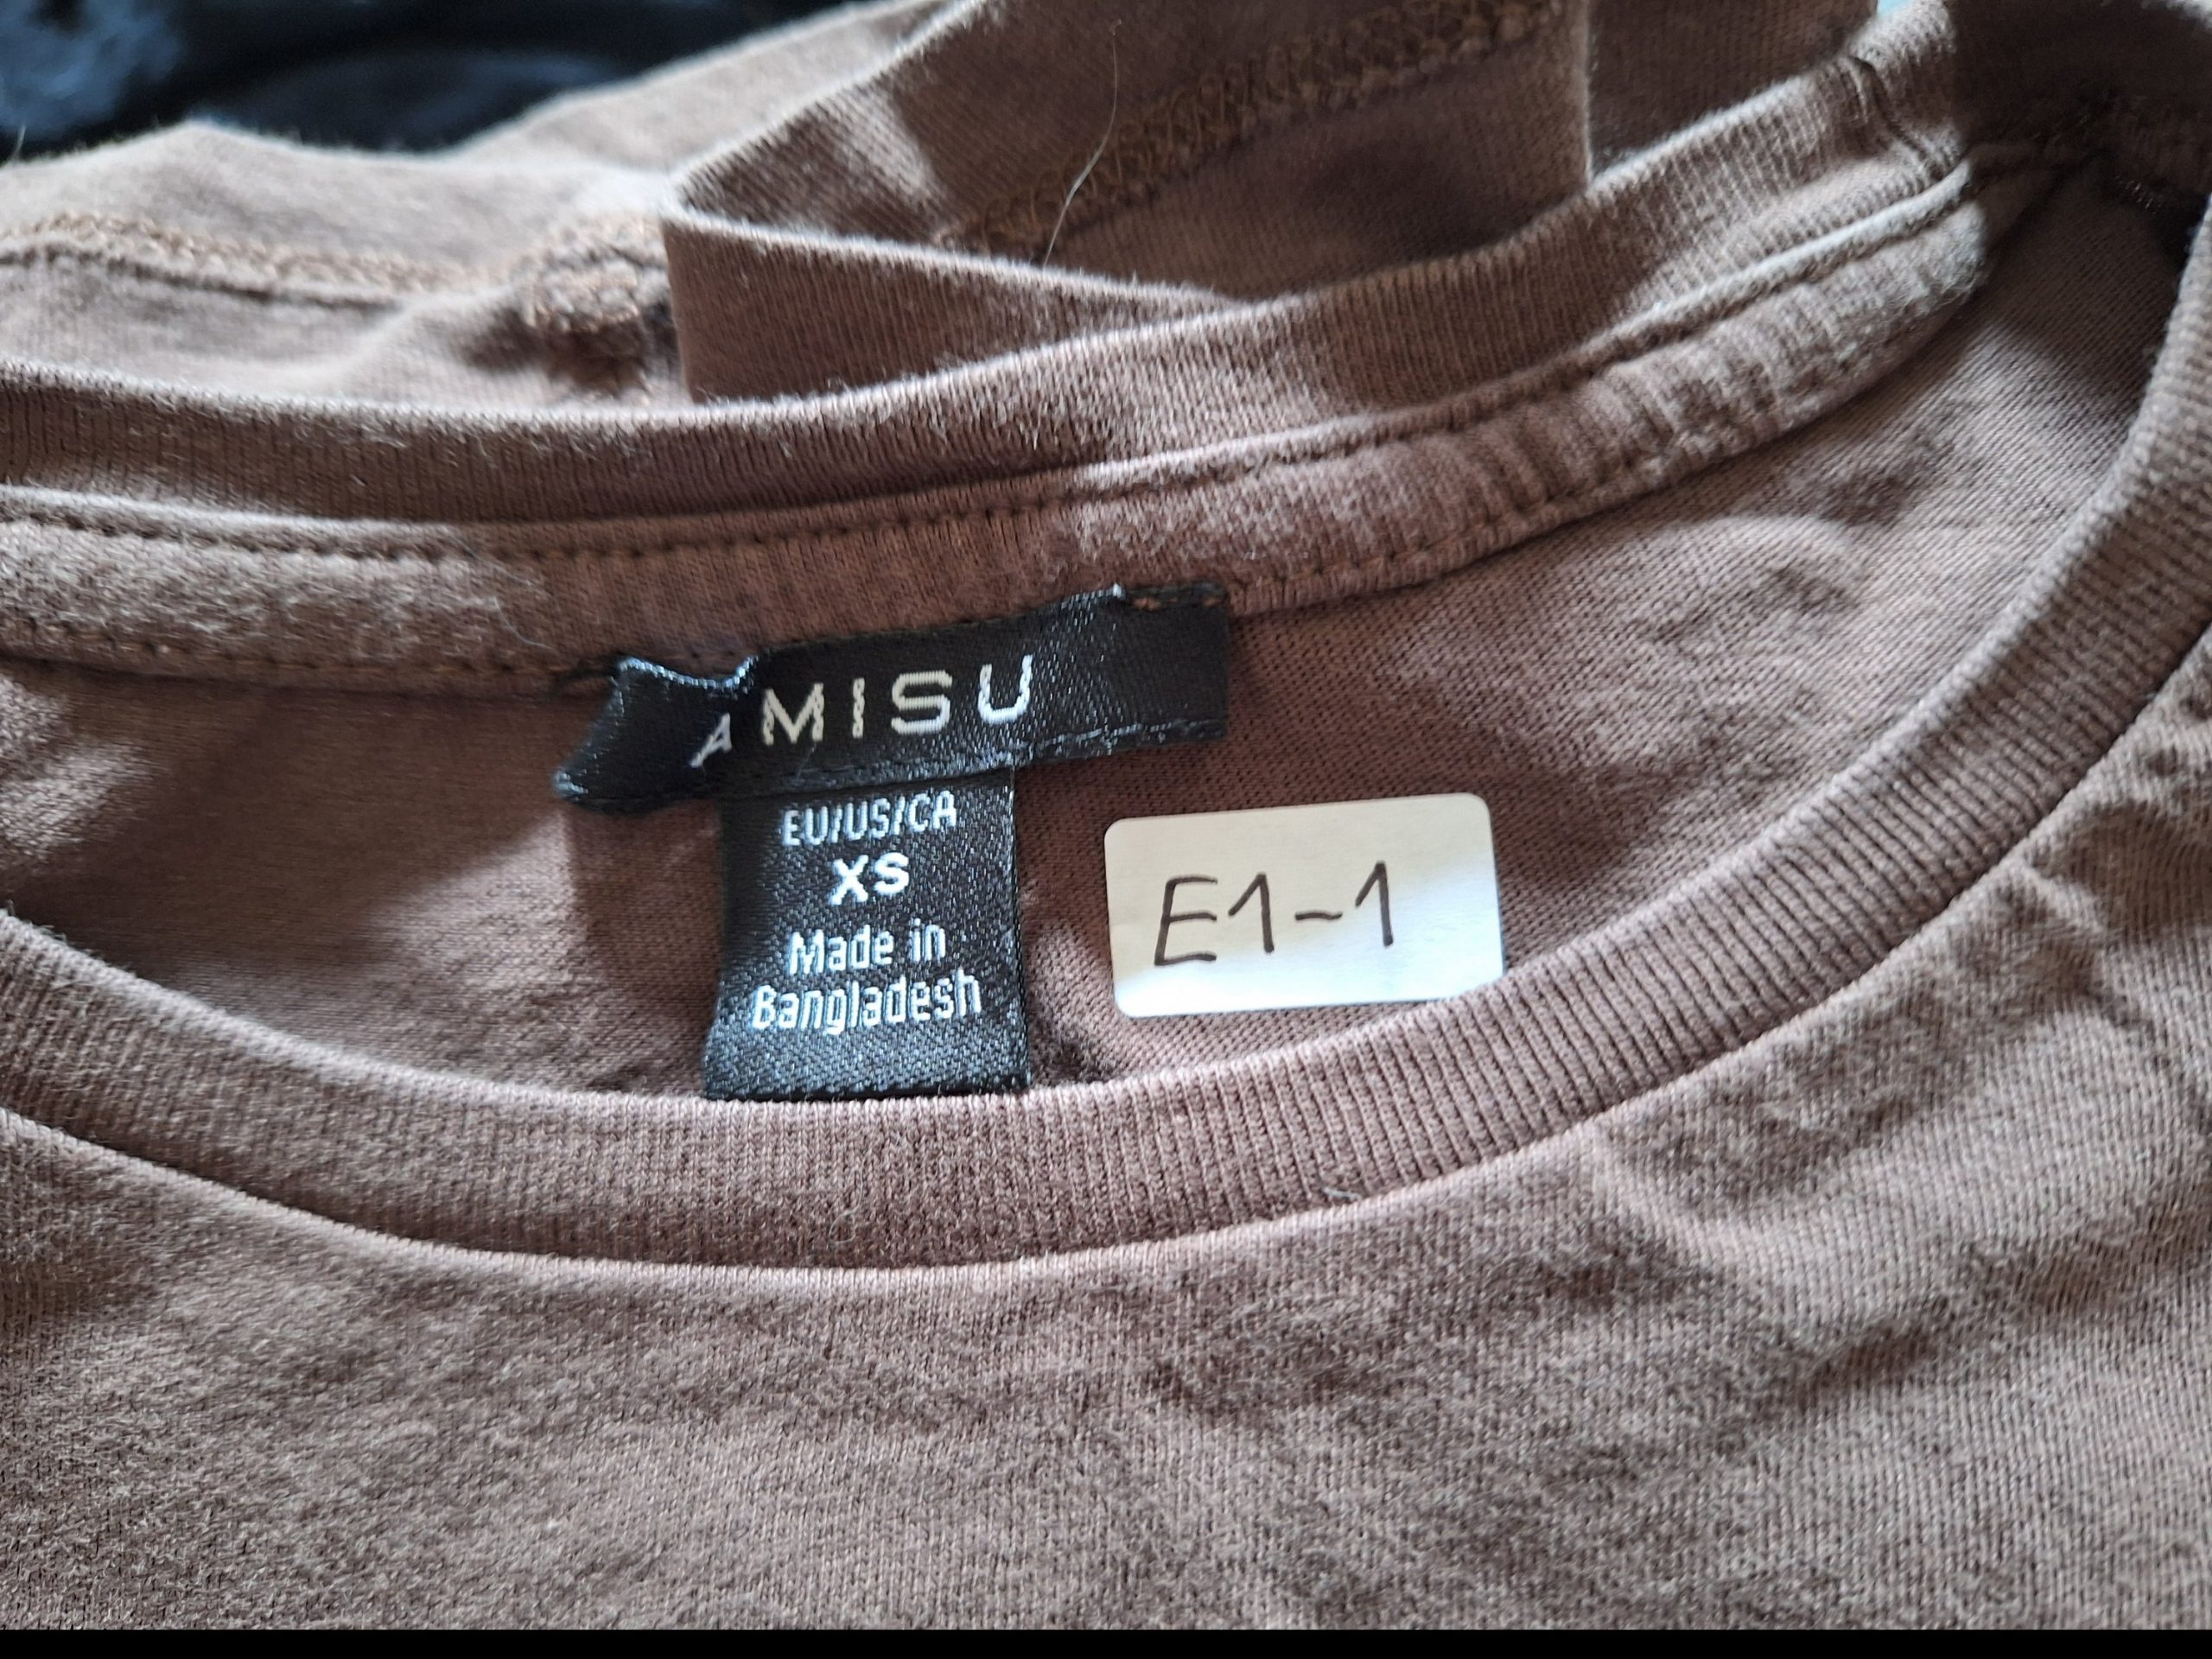 AMISU
EU/US/CA
XS
Made in
Bangladesh
E1-1